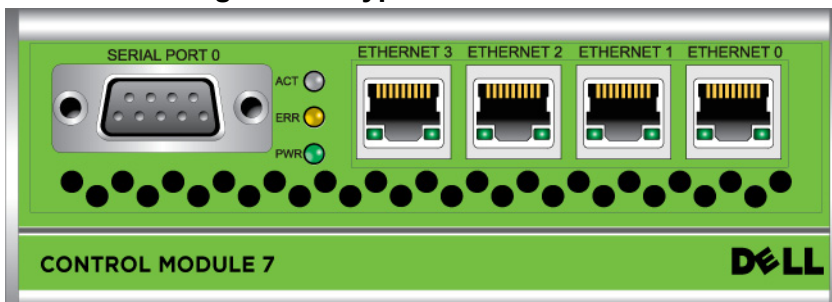 SERIAL PORT 0
ETHERNET 3 ETHERNET 2 ETHERNET 1 ETHERNET 0
ACT
ERR
PWR
CONTROL MODULE 7
DELL